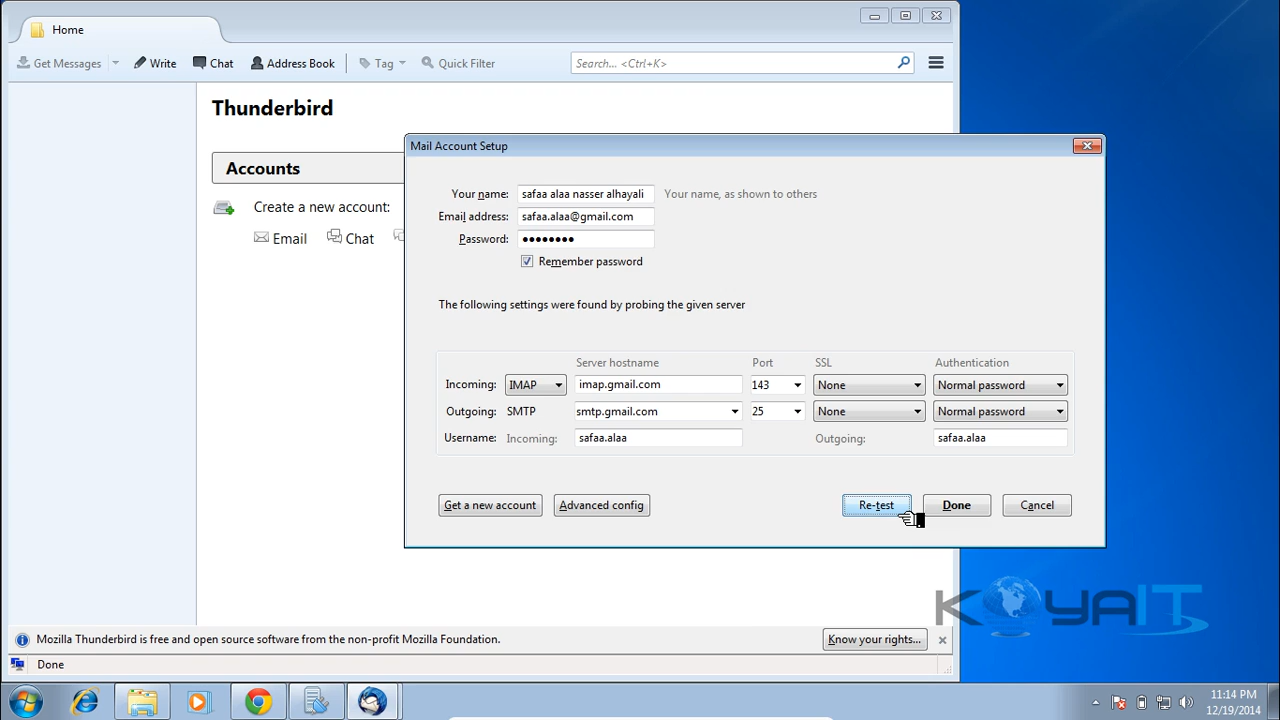 Home
Get Messages Write Chat Address Book Tag Quick Filter Search... <Ctrl+K>
Thunderbird
Accounts
Create a new account:
Email Chat
Mail Account Setup
Your name: safaa alaa nasser alhayali Your name, as shown to others
Email address: safaa.alaa@gmail.com
Password: ••••••••
Remember password
The following settings were found by probing the given server
Server hostname Port SSL Authentication
Incoming: IMAP imap.gmail.com 143 None Normal password
Outgoing: SMTP smtp.gmail.com 25 None Normal password
Username: Incoming: safaa.alaa Outgoing: safaa.alaa
Get a new account Advanced config Re-test Done Cancel
KOYAIT
Mozilla Thunderbird is free and open source software from the non-profit Mozilla Foundation. Know your rights...
Done
11:14 PM
12/19/2014